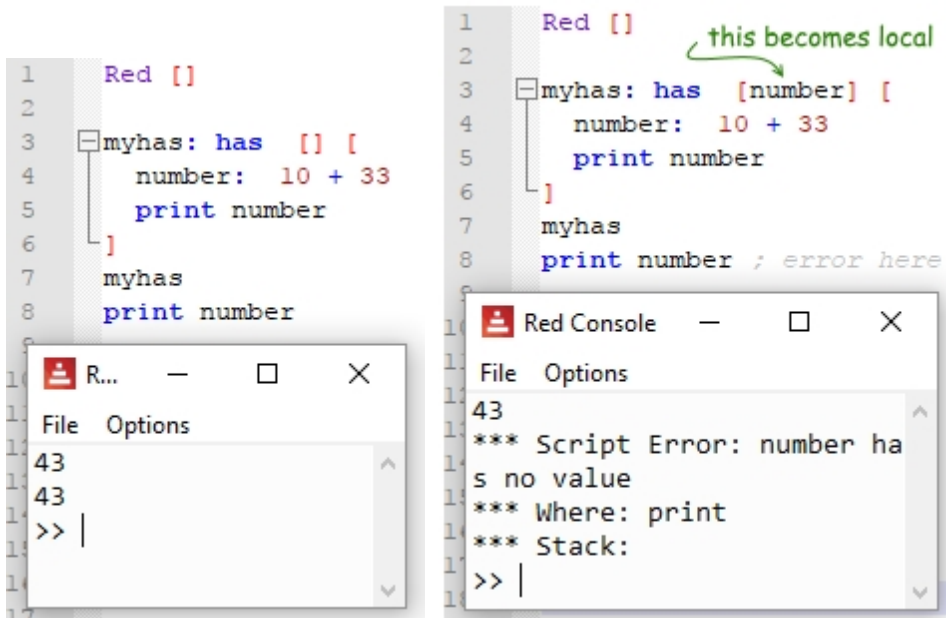 1 Red []
2
3 myhas: has [] [
4 number: 10 + 33
5 print number
6 ]
7 myhas
8 print number
R...
File Options
43
43
>>
this becomes local
1 Red []
2
3 myhas: has [number] [
4 number: 10 + 33
5 print number
6 ]
7 myhas
8 print number ; error here
Red Console
File Options
43
*** Script Error: number ha
s no value
*** Where: print
*** Stack:
>>